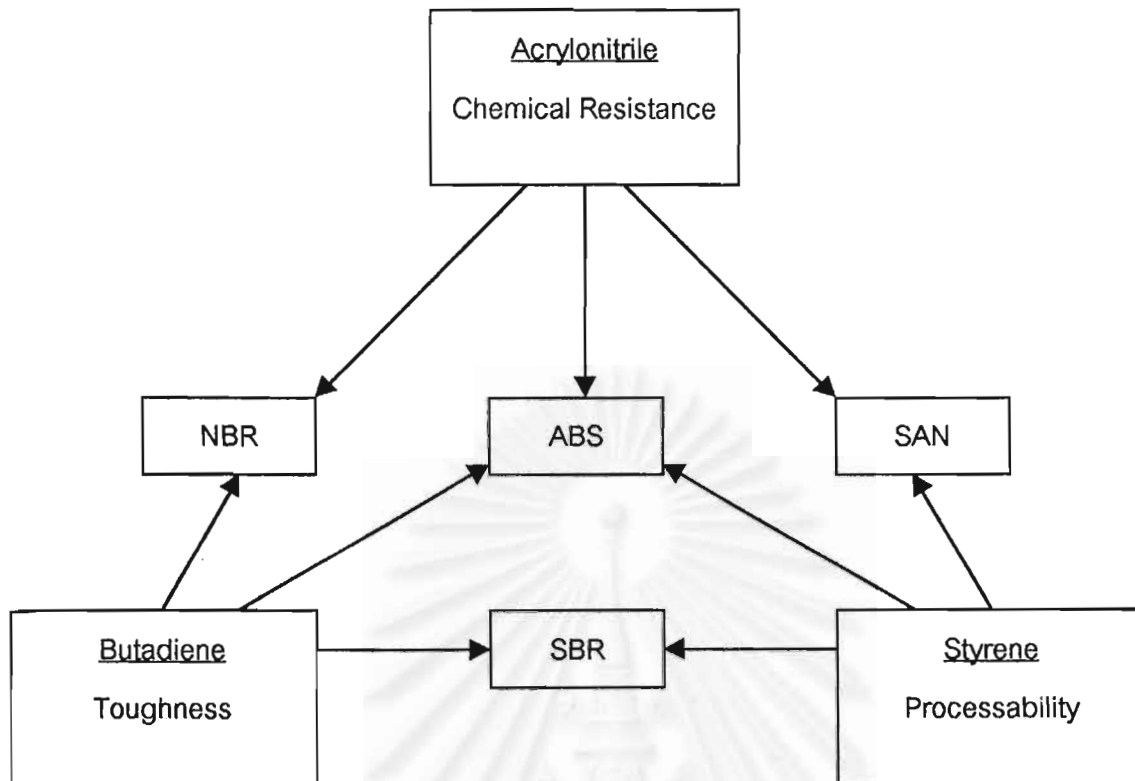 Acrylonitrile
Chemical Resistance
NBR
ABS
SAN
Butadiene
Toughness
SBR
Styrene
Processability